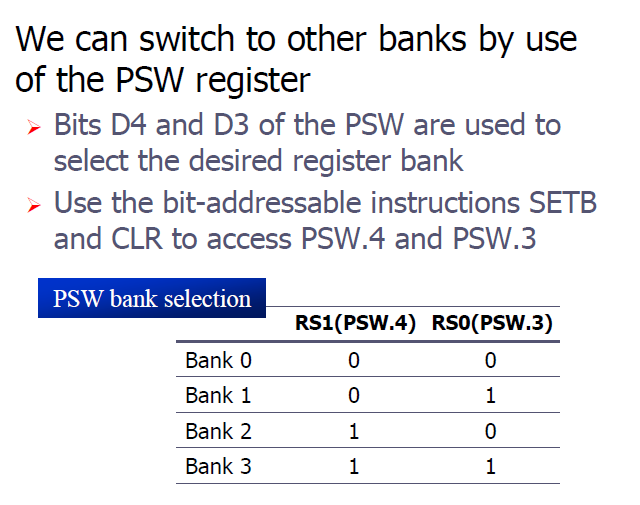 We can switch to other banks by use
of the PSW register
Bits D4 and D3 of the PSW are used to
select the desired register bank
Use the bit-addressable instructions SETB
and CLR to access PSW.4 and PSW.3
PSW bank selection
RS1(PSW.4) RS0(PSW.3)
Bank 0 0 0
Bank 1 0 1
Bank 2 1 0
Bank 3 1 1